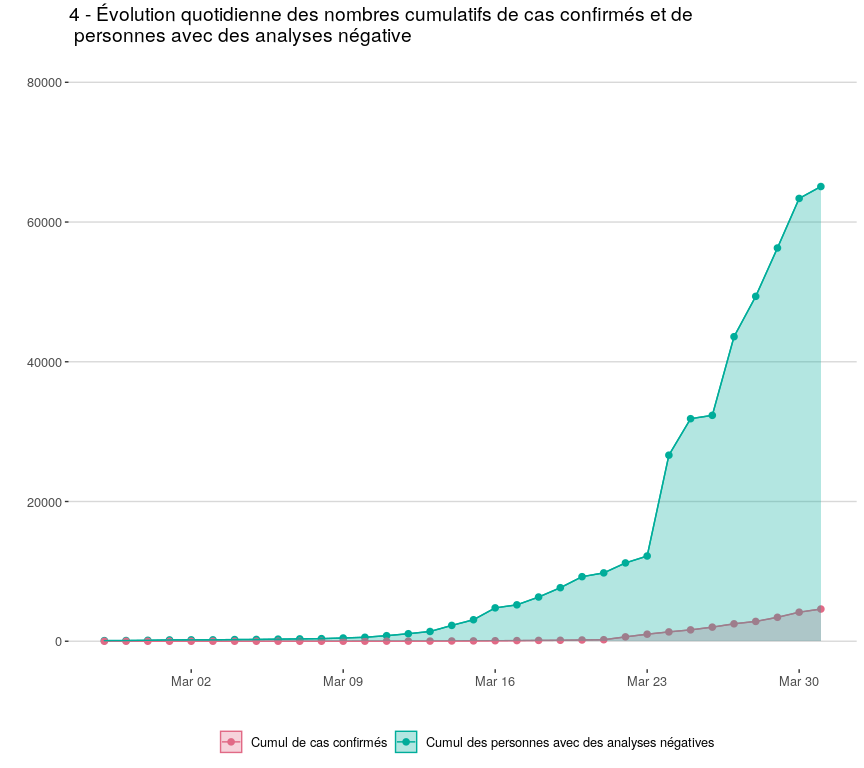 4 - Évolution quotidienne des nombres cumulatifs de cas confirmés et de
personnes avec des analyses négative
80000
60000
40000
20000
0
Mar 02 Mar 09 Mar 16 Mar 23 Mar 30
Cumul de cas confirmés Cumul des personnes avec des analyses négatives